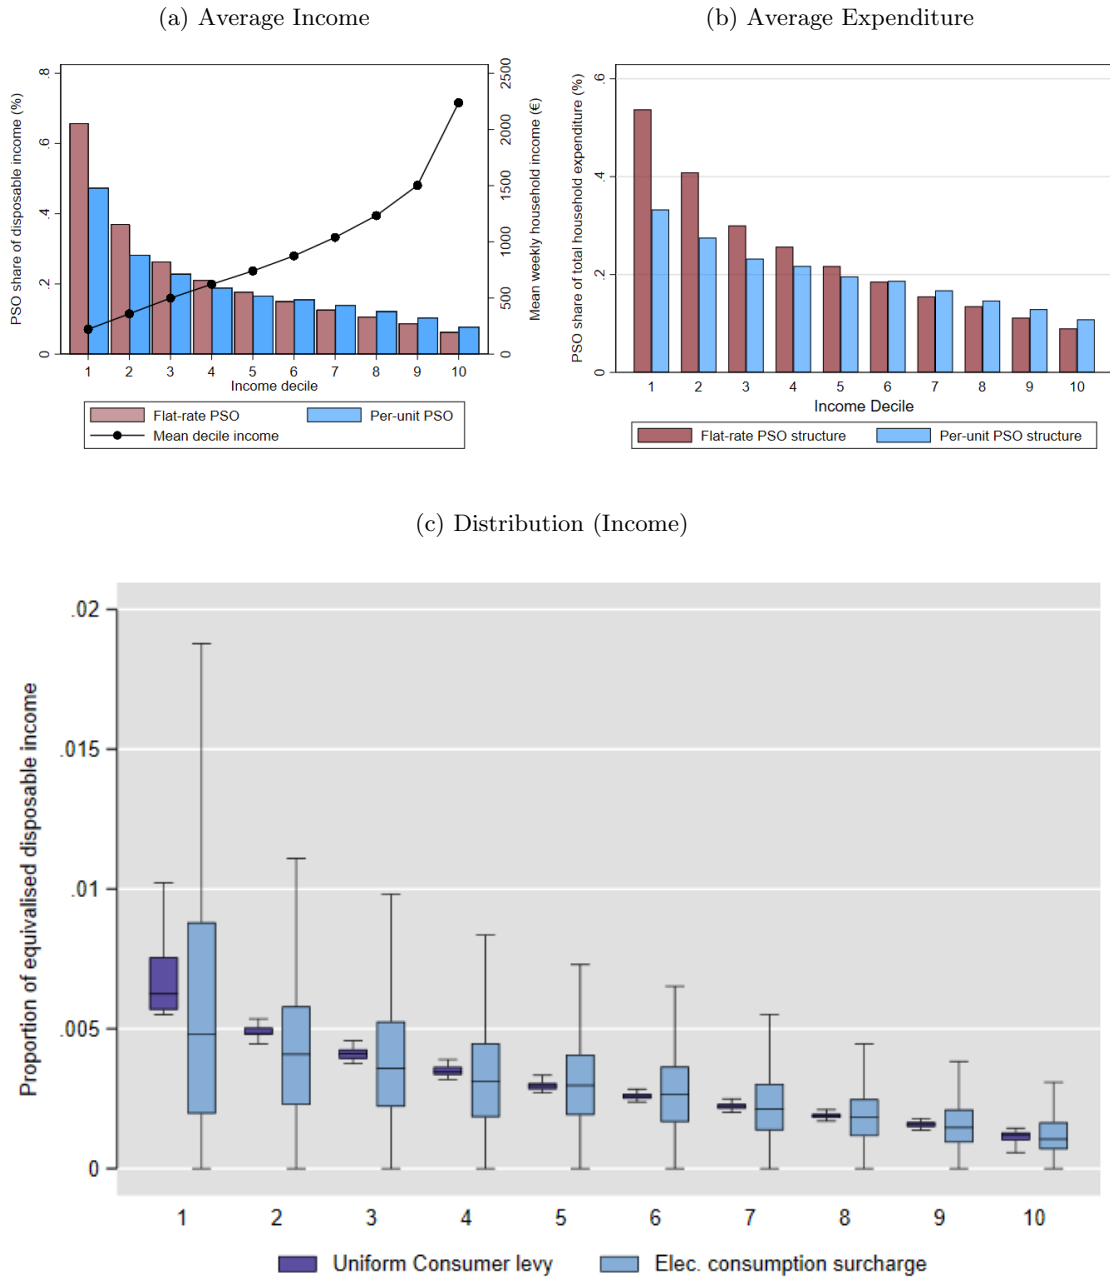 (a) Average Income
PSO share of disposable income (%)
.8
.6
.4
.2
0
2500
2000
1500
1000
500
0
Mean weekly household income (€)
1 2 3 4 5 6 7 8 9 10
Income decile
Flat-rate PSO
Per-unit PSO
Mean decile income
(b) Average Expenditure
PSO share of total household expenditure (%)
.6
.4
.2
0
1 2 3 4 5 6 7 8 9 10
Income Decile
Flat-rate PSO structure
Per-unit PSO structure
(c) Distribution (Income)
Proportion of equivalised disposable income
.02
.015
.01
.005
0
1 2 3 4 5 6 7 8 9 10
Uniform Consumer levy
Elec. consumption surcharge